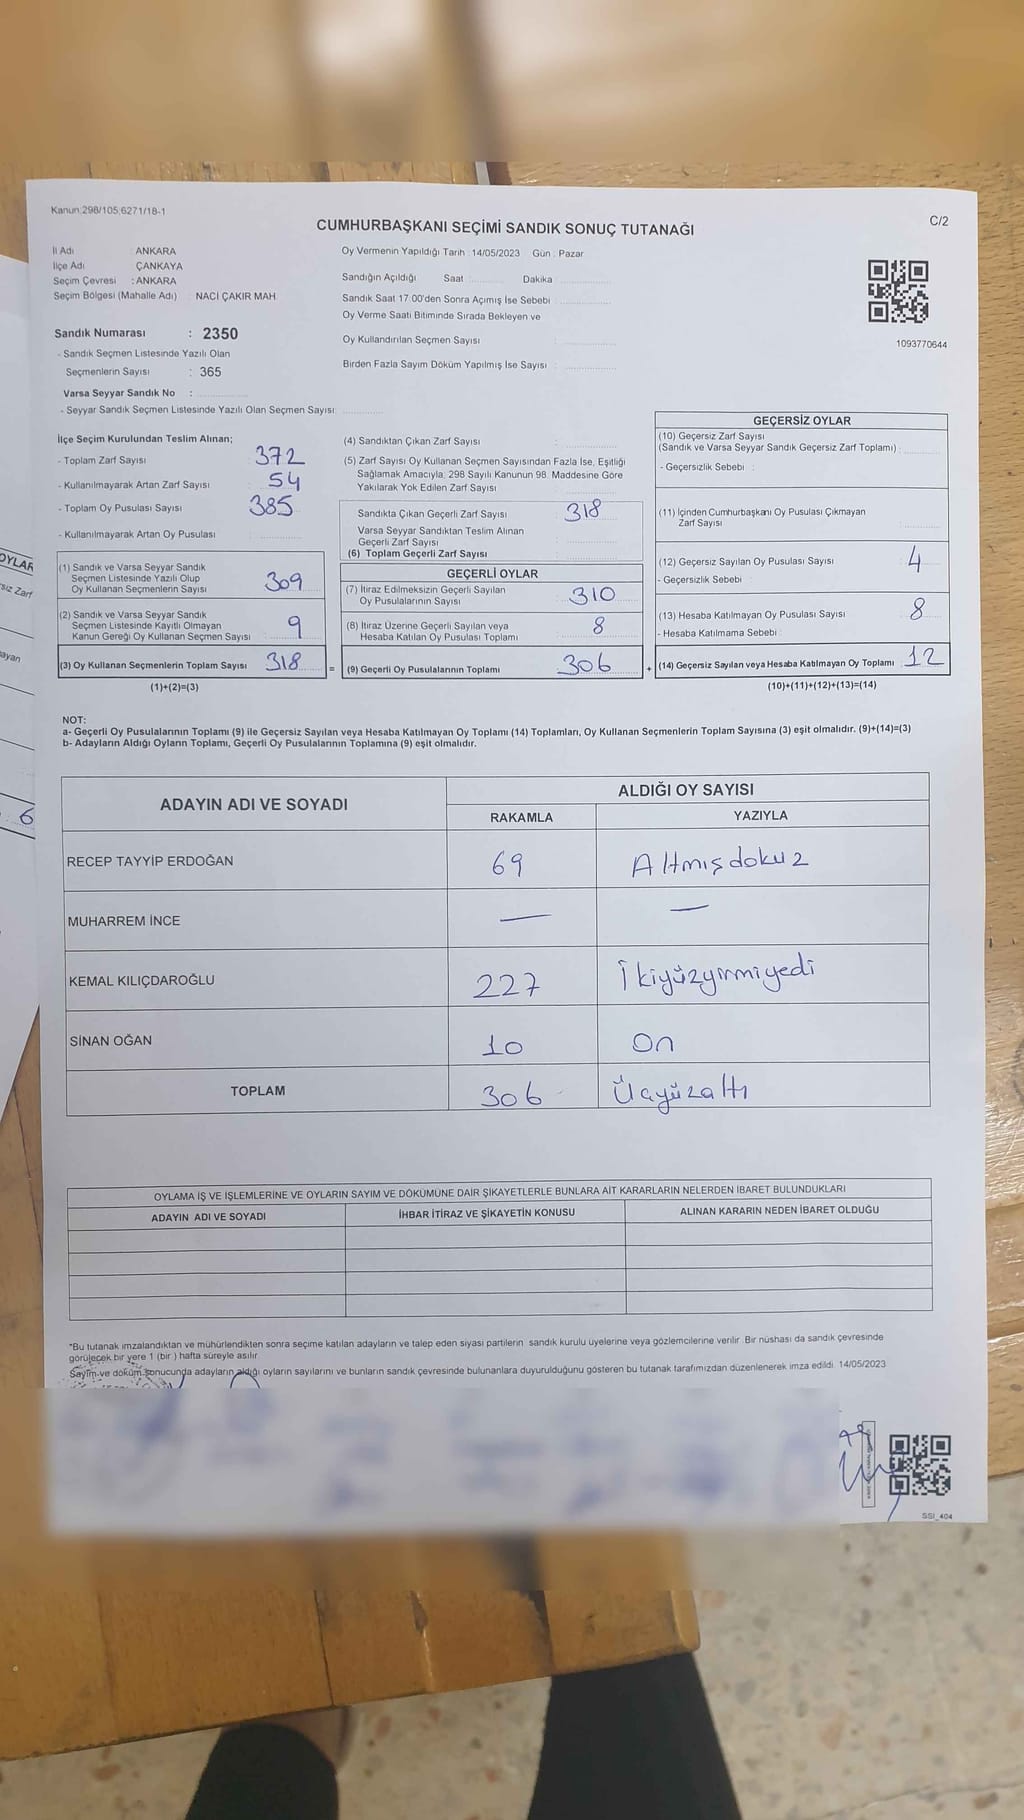 Kanun:298/105;6271/18-1
C/2
CUMHURBAŞKANI SEÇİMİ SANDIK SONUÇ TUTANAĞI
İl Adı : ANKARA
İlçe Adı : ÇANKAYA
Seçim Çevresi : ANKARA
Seçim Bölgesi (Mahalle Adı) : NACİ ÇAKIR MAH.
Oy Vermenin Yapıldığı Tarih : 14/05/2023 Gün : Pazar
Sandığın Açıldığı Saat : Dakika :
Sandık Saat 17.00'den Sonra Açımış İse Sebebi :
Oy Verme Saati Bitiminde Sırada Bekleyen ve
Oy Kullandırılan Seçmen Sayısı :
Birden Fazla Sayım Döküm Yapılmış İse Sayısı :
1093770644
Sandık Numarası : 2350
- Sandık Seçmen Listesinde Yazılı Olan
Seçmenlerin Sayısı : 365
Varsa Seyyar Sandık No :
- Seyyar Sandık Seçmen Listesinde Yazılı Olan Seçmen Sayısı:
İlçe Seçim Kurulundan Teslim Alınan;
- Toplam Zarf Sayısı : 372
- Kullanılmayarak Artan Zarf Sayısı : 54
- Toplam Oy Pusulası Sayısı : 385
- Kullanılmayarak Artan Oy Pusulası :
(1) Sandık ve Varsa Seyyar Sandık
Seçmen Listesinde Yazılı Olup
Oy Kullanan Seçmenlerin Sayısı : 309
(2) Sandık ve Varsa Seyyar Sandık
Seçmen Listesinde Kayıtlı Olmayan
Kanun Gereği Oy Kullanan Seçmen Sayısı : 9
(3) Oy Kullanan Seçmenlerin Toplam Sayısı : 318
(1)+(2)=(3)
(4) Sandıktan Çıkan Zarf Sayısı :
(5) Zarf Sayısı Oy Kullanan Seçmen Sayısından Fazla İse, Eşitliği
Sağlamak Amacıyla, 298 Sayılı Kanunun 98. Maddesine Göre
Yakılarak Yok Edilen Zarf Sayısı :
Sandıkta Çıkan Geçerli Zarf Sayısı : 318
Varsa Seyyar Sandıktan Teslim Alınan
Geçerli Zarf Sayısı :
(6) Toplam Geçerli Zarf Sayısı :
GEÇERLİ OYLAR
(7) İtiraz Edilmeksizin Geçerli Sayılan
Oy Pusulalarının Sayısı : 310
(8) İtiraz Üzerine Geçerli Sayılan veya
Hesaba Katılan Oy Pusulası Toplamı : 8
= (9) Geçerli Oy Pusulalarının Toplamı : 306
GEÇERSİZ OYLAR
(10) Geçersiz Zarf Sayısı
(Sandık ve Varsa Seyyar Sandık Geçersiz Zarf Toplamı) :
- Geçersizlik Sebebi :
(11) İçinden Cumhurbaşkanı Oy Pusulası Çıkmayan
Zarf Sayısı :
(12) Geçersiz Sayılan Oy Pusulası Sayısı : 4
- Geçersizlik Sebebi :
(13) Hesaba Katılmayan Oy Pusulası Sayısı : 8
- Hesaba Katılmama Sebebi :
+ (14) Geçersiz Sayılan veya Hesaba Katılmayan Oy Toplamı : 12
(10)+(11)+(12)+(13)=(14)
NOT:
a- Geçerli Oy Pusulalarının Toplamı (9) ile Geçersiz Sayılan veya Hesaba Katılmayan Oy Toplamı (14) Toplamları, Oy Kullanan Seçmenlerin Toplam Sayısına (3) eşit olmalıdır. (9)+(14)=(3)
b- Adayların Aldığı Oyların Toplamı, Geçerli Oy Pusulalarının Toplamına (9) eşit olmalıdır.
ADAYIN ADI VE SOYADI ALDIĞI OY SAYISI
RAKAMLA YAZIYLA
RECEP TAYYİP ERDOĞAN 69 Altmışdokuz
MUHARREM İNCE — —
KEMAL KILIÇDAROĞLU 227 İkiyüzyirmiyedi
SİNAN OĞAN 10 On
TOPLAM 306 Üçyüzaltı
OYLAMA İŞ VE İŞLEMLERİNE VE OYLARIN SAYIM VE DÖKÜMÜNE DAİR ŞİKAYETLERLE BUNLARA AİT KARARLARIN NELERDEN İBARET BULUNDUKLARI
ADAYIN ADI VE SOYADI İHBAR İTİRAZ VE ŞİKAYETİN KONUSU ALINAN KARARIN NEDEN İBARET OLDUĞU
*Bu tutanak imzalandıktan ve mühürlendikten sonra seçime katılan adayların ve talep eden siyasi partilerin sandık kurulu üyelerine veya gözlemcilerine verilir. Bir nüshası da sandık çevresinde
görülecek bir yere 1 (bir ) hafta süreyle asılır.
Sayım ve döküm sonucunda adayların aldığı oyların sayılarını ve bunların sandık çevresinde bulunanlara duyurulduğunu gösteren bu tutanak tarafımızdan düzenlenerek imza edildi. 14/05/2023
SSI_404
OYLAR
6